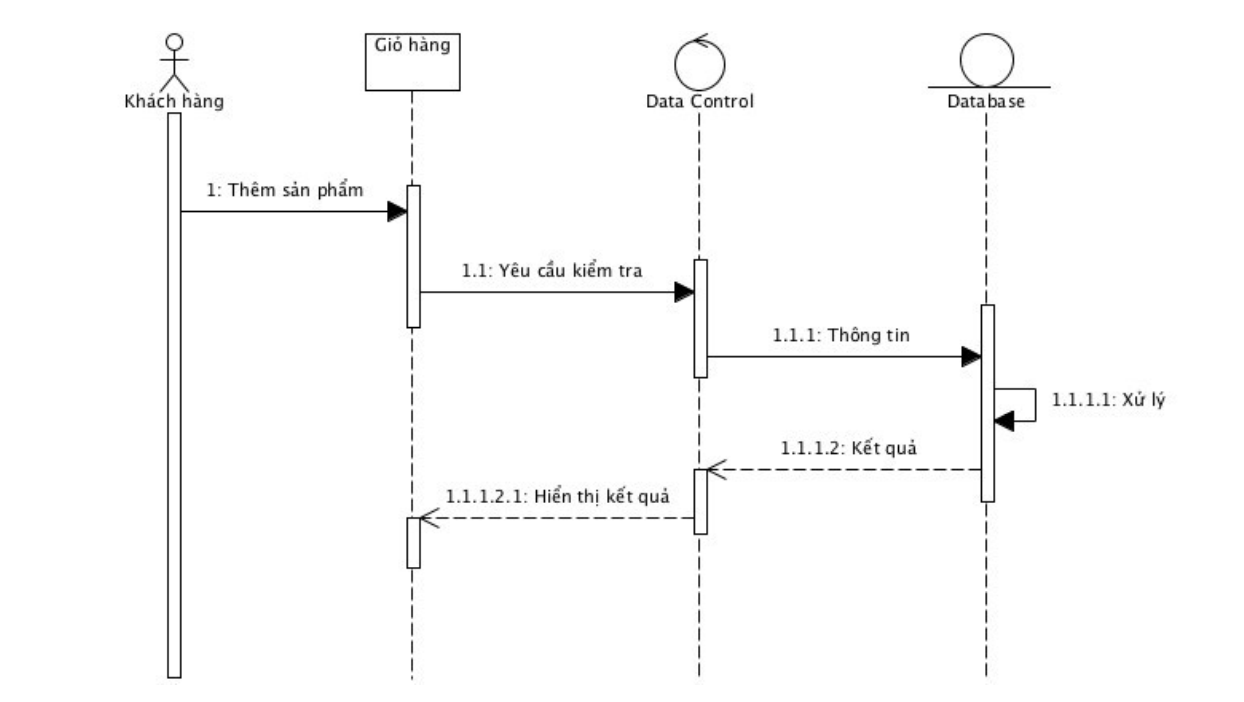 Khách hàng
Giỏ hàng
Data Control
Database
1: Thêm sản phẩm
1.1: Yêu cầu kiểm tra
1.1.1: Thông tin
1.1.1.1: Xử lý
1.1.1.2: Kết quả
1.1.1.2.1: Hiển thị kết quả